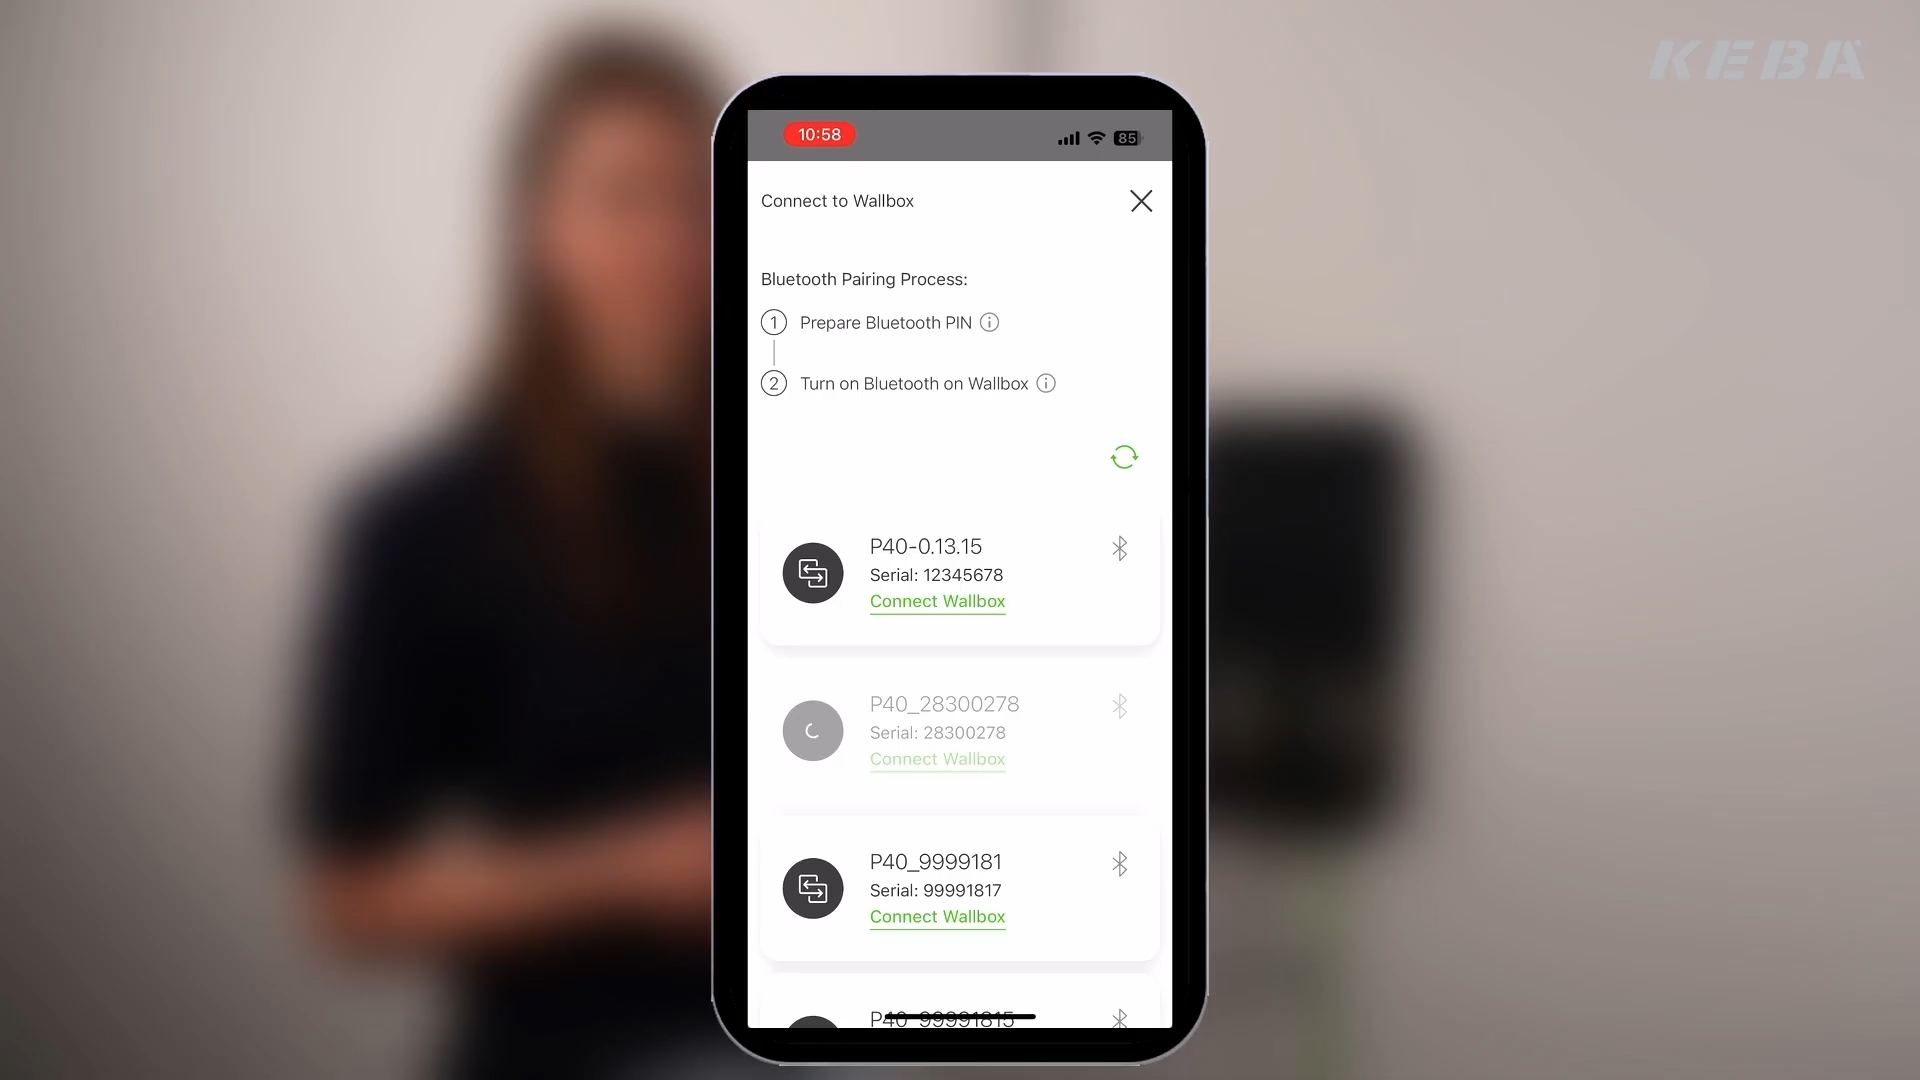 KEBA
10:58
85
Connect to Wallbox
Bluetooth Pairing Process:
1 Prepare Bluetooth PIN
2 Turn on Bluetooth on Wallbox
P40-0.13.15
Serial: 12345678
Connect Wallbox
P40_28300278
Serial: 28300278
Connect Wallbox
P40_9999181
Serial: 99991817
Connect Wallbox
P40_99991815